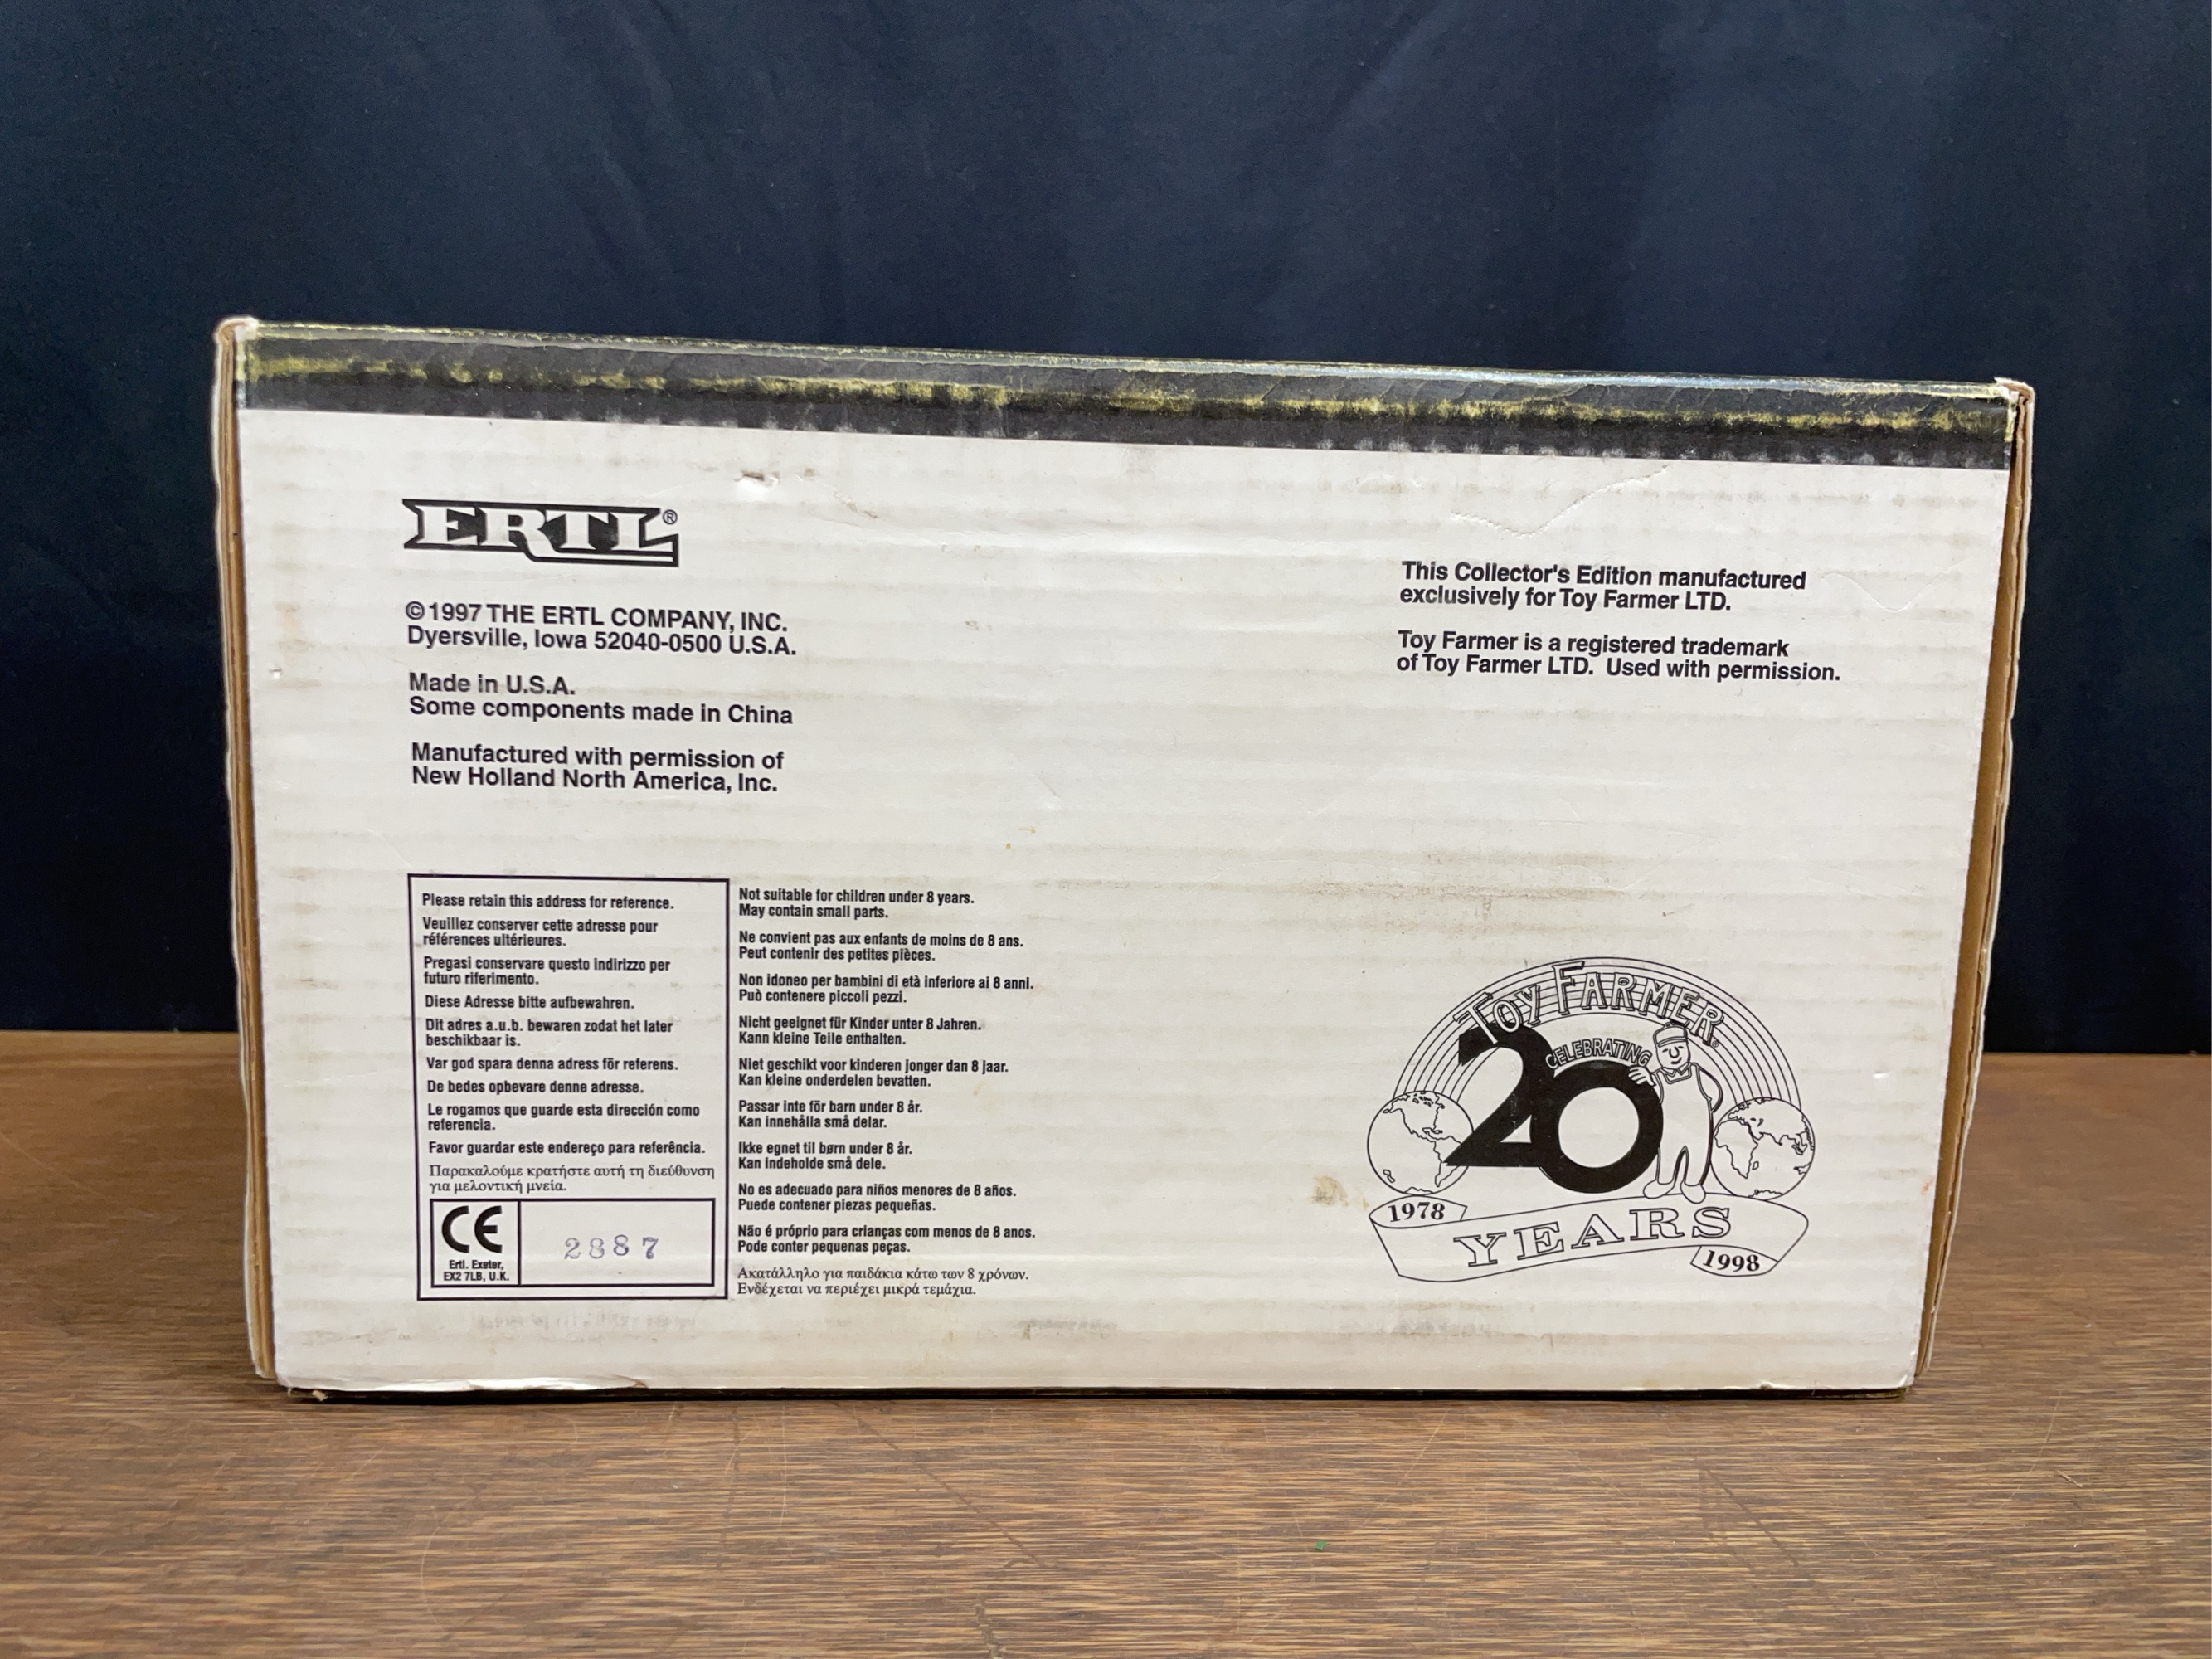 ERTL®
©1997 THE ERTL COMPANY, INC.
Dyersville, Iowa 52040-0500 U.S.A.
Made in U.S.A.
Some components made in China
Manufactured with permission of
New Holland North America, Inc.
This Collector's Edition manufactured
exclusively for Toy Farmer LTD.
Toy Farmer is a registered trademark
of Toy Farmer LTD. Used with permission.
Please retain this address for reference.
Veuillez conserver cette adresse pour
références ultérieures.
Pregasi conservare questo indirizzo per
futuro riferimento.
Diese Adresse bitte aufbewahren.
Dit adres a.u.b. bewaren zodat het later
beschikbaar is.
Var god spara denna adress för referens.
De bedes opbevare denne adresse.
Le rogamos que guarde esta dirección como
referencia.
Favor guardar este endereço para referência.
Παρακαλούμε κρατήστε αυτή τη διεύθυνση
για μελοντική μνεία.
CE
Ertl. Exeter,
EX2 7LB, U.K.
2887
Not suitable for children under 8 years.
May contain small parts.
Ne convient pas aux enfants de moins de 8 ans.
Peut contenir des petites pièces.
Non idoneo per bambini di età inferiore ai 8 anni.
Può contenere piccoli pezzi.
Nicht geeignet für Kinder unter 8 Jahren.
Kann kleine Teile enthalten.
Niet geschikt voor kinderen jonger dan 8 jaar.
Kan kleine onderdelen bevatten.
Passar inte för barn under 8 år.
Kan innehålla små delar.
Ikke egnet til børn under 8 år.
Kan indeholde små dele.
No es adecuado para niños menores de 8 años.
Puede contener piezas pequeñas.
Não é próprio para crianças com menos de 8 anos.
Pode conter pequenas peças.
Ακατάλληλο για παιδάκια κάτω των 8 χρόνων.
Ενδέχεται να περιέχει μικρά τεμάχια.
TOY FARMER®
CELEBRATING
20
1978
YEARS
1998